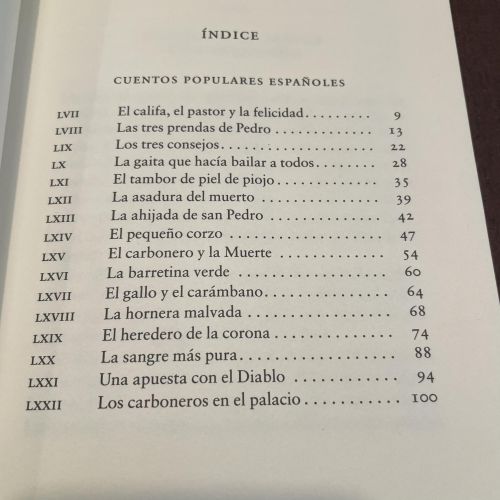 ÍNDICE
CUENTOS POPULARES ESPAÑOLES
LVII El califa, el pastor y la felicidad......... 9
LVIII Las tres prendas de Pedro............. 13
LIX Los tres consejos.................... 22
LX La gaita que hacía bailar a todos........ 28
LXI El tambor de piel de piojo............. 35
LXII La asadura del muerto............... 39
LXIII La ahijada de san Pedro.............. 42
LXIV El pequeño corzo................... 47
LXV El carbonero y la Muerte............. 54
LXVI La barretina verde.................. 60
LXVII El gallo y el carámbano.............. 64
LXVIII La hornera malvada................. 68
LXIX El heredero de la corona............. 74
LXX La sangre más pura................. 88
LXXI Una apuesta con el Diablo............ 94
LXXII Los carboneros en el palacio........... 100